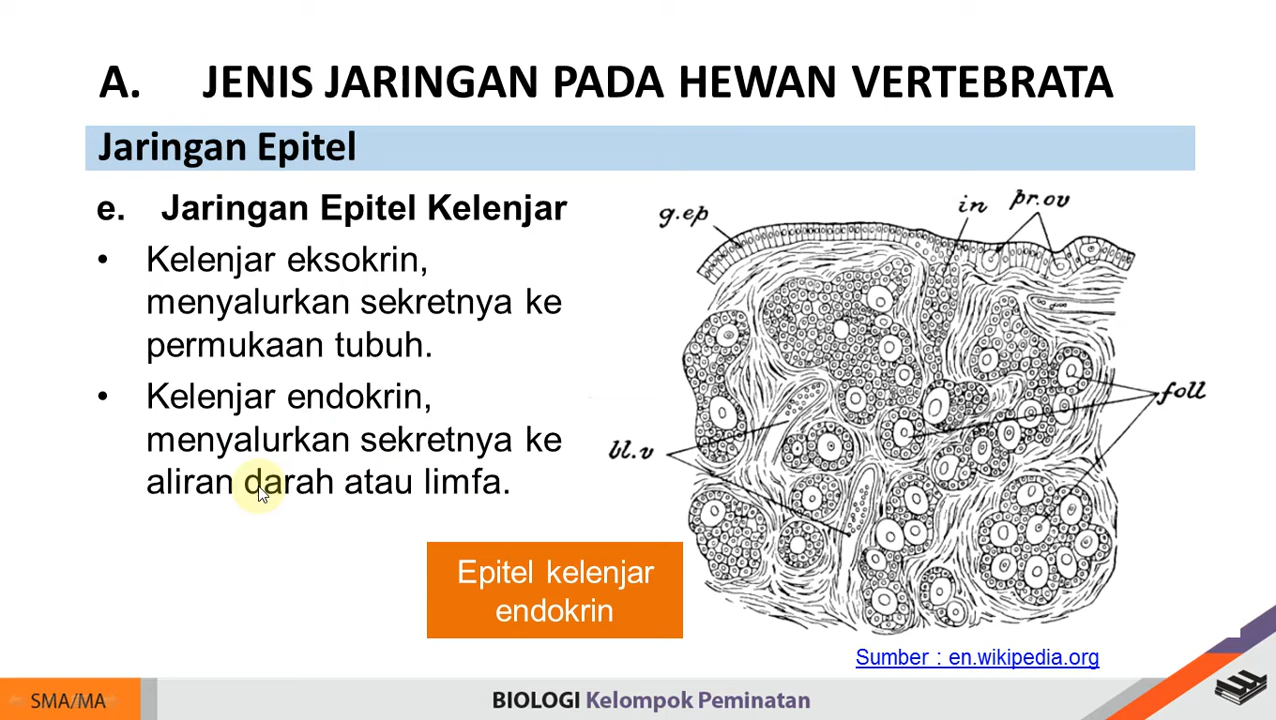 A. JENIS JARINGAN PADA HEWAN VERTEBRATA
Jaringan Epitel
e. Jaringan Epitel Kelenjar
• Kelenjar eksokrin,
menyalurkan sekretnya ke
permukaan tubuh.
• Kelenjar endokrin,
menyalurkan sekretnya ke
aliran darah atau limfa.
g.ep
in
pr.ov
foll
bl.v
Epitel kelenjar
endokrin
Sumber : en.wikipedia.org
SMA/MA
BIOLOGI Kelompok Peminatan